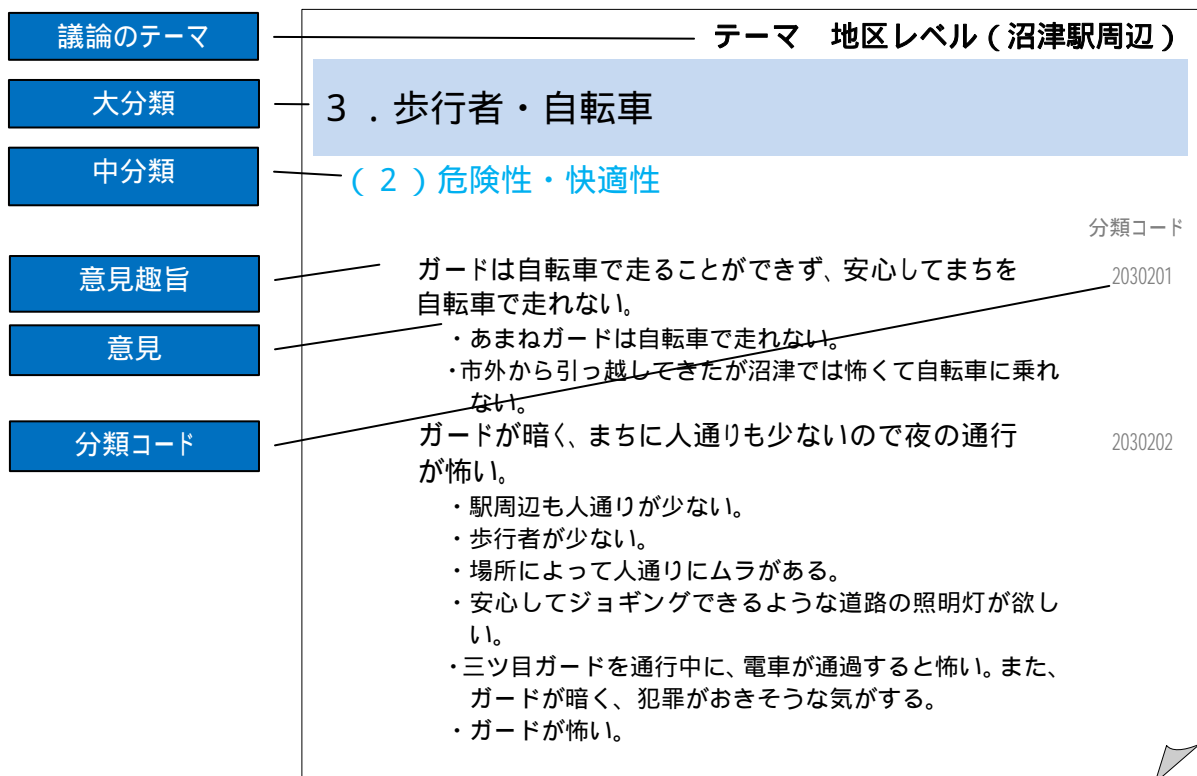 議論のテーマ
テーマ　地区レベル（沼津駅周辺）
大分類
３．歩行者・自転車
中分類
（２）危険性・快適性
分類コード
意見趣旨
ガードは自転車で走ることができず、安心してまちを
2030201
自転車で走れない。
意見
・あまねガードは自転車で走れない。
・市外から引っ越してきたが沼津では怖くて自転車に乗れ
ない。
分類コード
ガードが暗く、まちに人通りも少ないので夜の通行
2030202
が怖い。
・駅周辺も人通りが少ない。
・歩行者が少ない。
・場所によって人通りにムラがある。
・安心してジョギングできるような道路の照明灯が欲し
い。
・三ツ目ガードを通行中に、電車が通過すると怖い。また、
ガードが暗く、犯罪がおきそうな気がする。
・ガードが怖い。